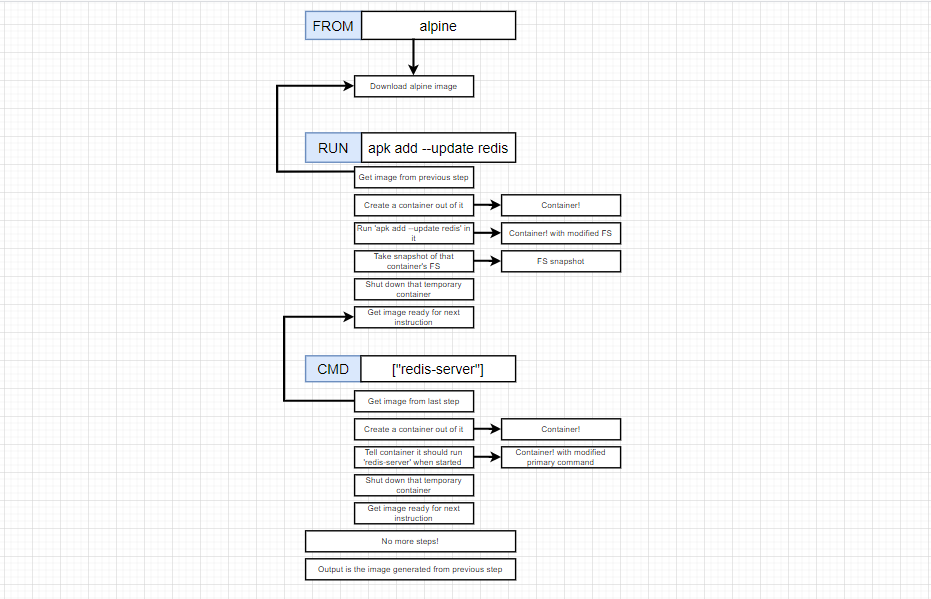 FROM alpine
Download alpine image
RUN apk add --update redis
Get image from previous step
Create a container out of it
Container!
Run 'apk add --update redis' in
it
Container! with modified FS
Take snapshot of that
container's FS
FS snapshot
Shut down that temporary
container
Get image ready for next
instruction
CMD ["redis-server"]
Get image from last step
Create a container out of it
Container!
Tell container it should run
'redis-server' when started
Container! with modified
primary command
Shut down that temporary
container
Get image ready for next
instruction
No more steps!
Output is the image generated from previous step